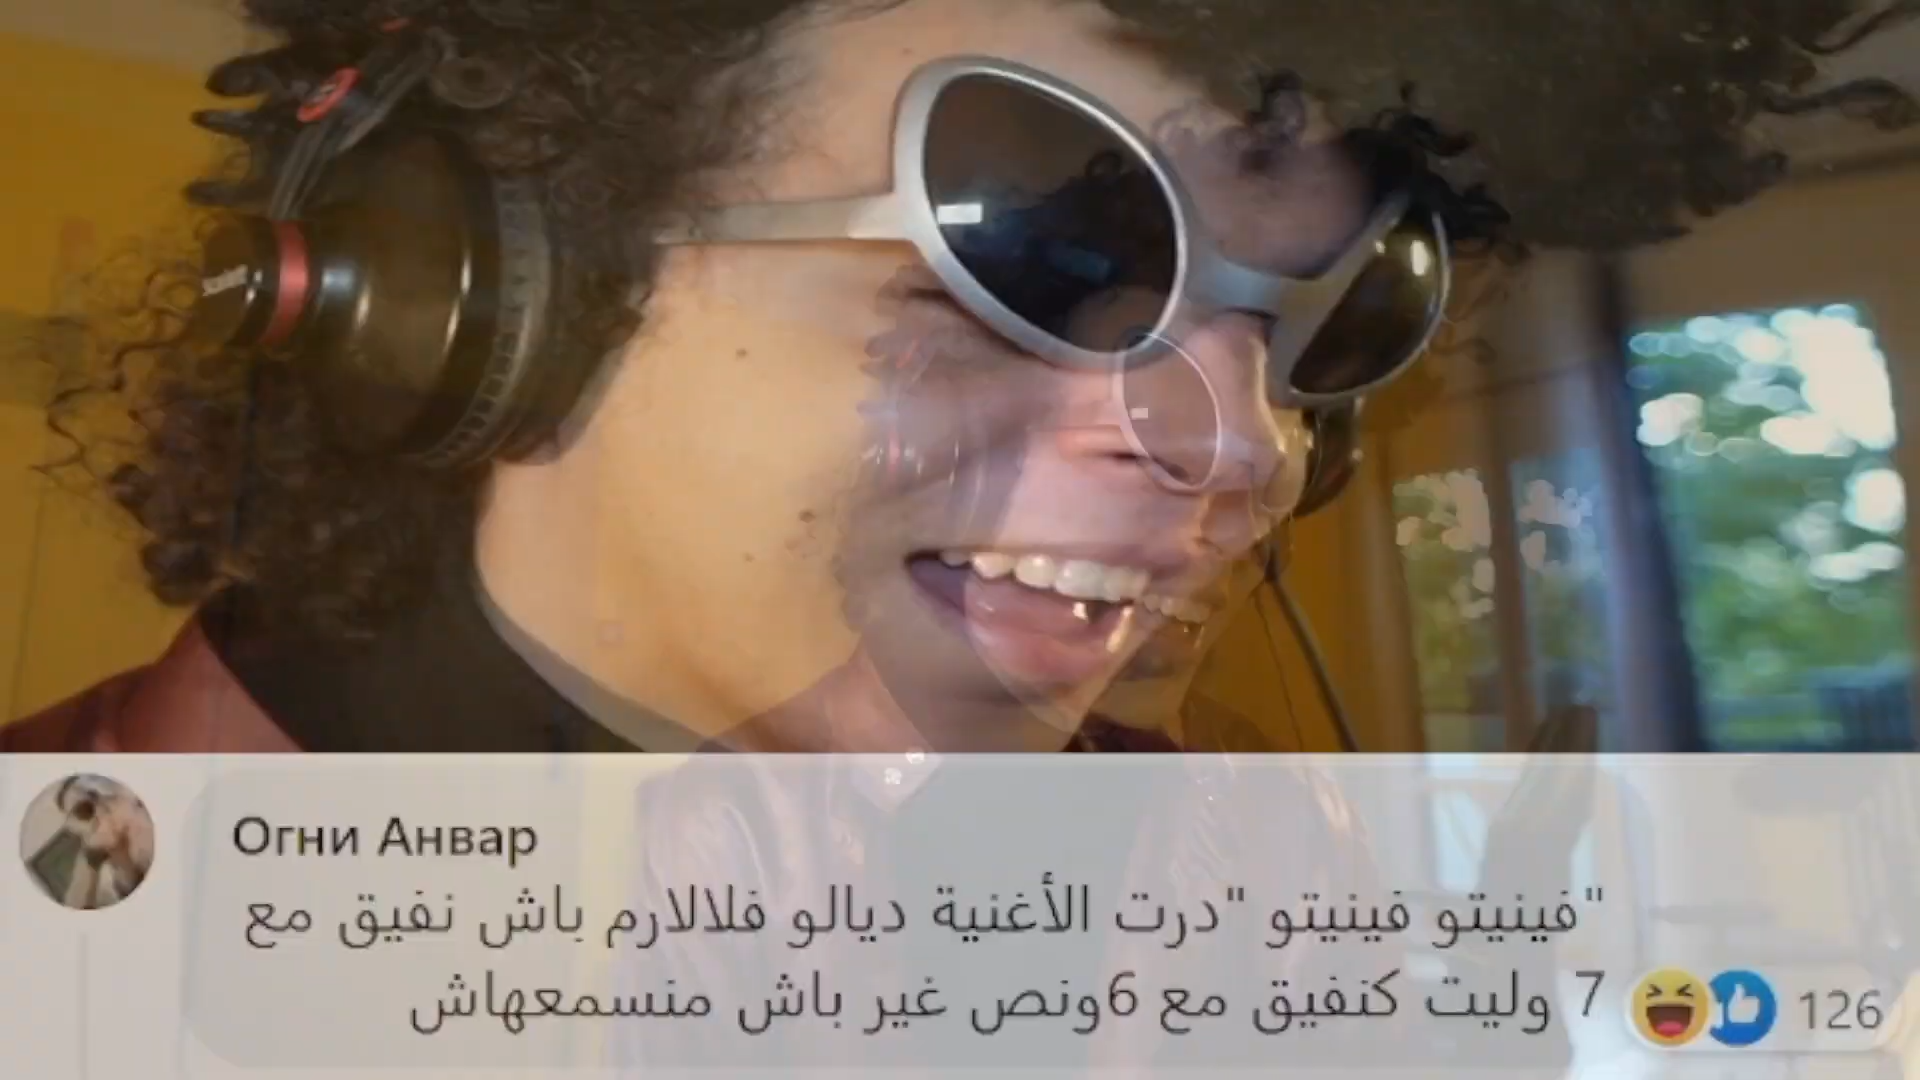 Огни Анвар
"فينيتو فينيتو "درت الأغنية ديالو فلالارم باش نفيق مع
7 وليت كنفيق مع 6ونص غير باش منسمعهاش
126